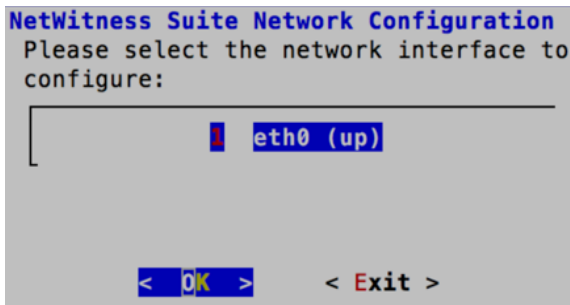 NetWitness Suite Network Configuration
Please select the network interface to
configure:
1 eth0 (up)
< OK > < Exit >